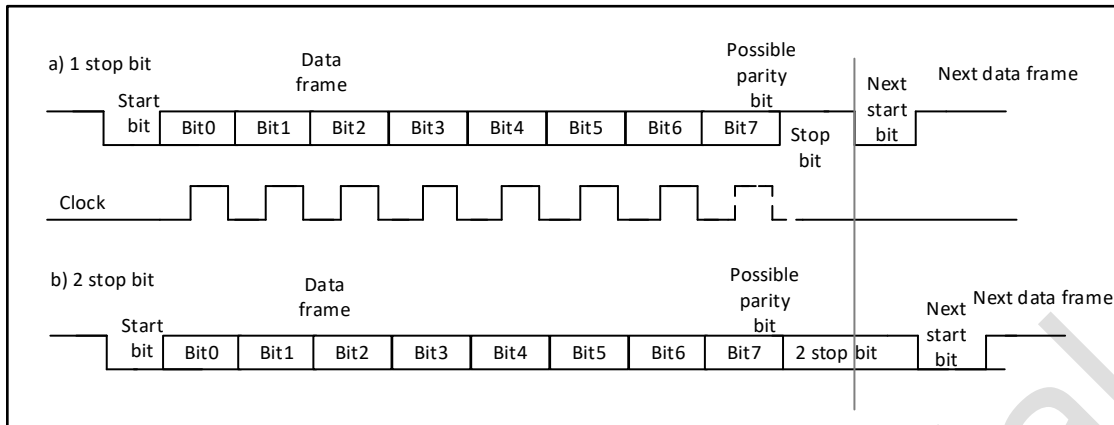 a) 1 stop bit
Data
frame
Possible
parity
bit
Next
start
bit
Next data frame
Start
bit
Bit0 Bit1 Bit2 Bit3 Bit4 Bit5 Bit6 Bit7
Stop
bit
Clock
b) 2 stop bit
Data
frame
Possible
parity
bit
Next
start
bit
Next data frame
Start
bit
Bit0 Bit1 Bit2 Bit3 Bit4 Bit5 Bit6 Bit7 2 stop bit